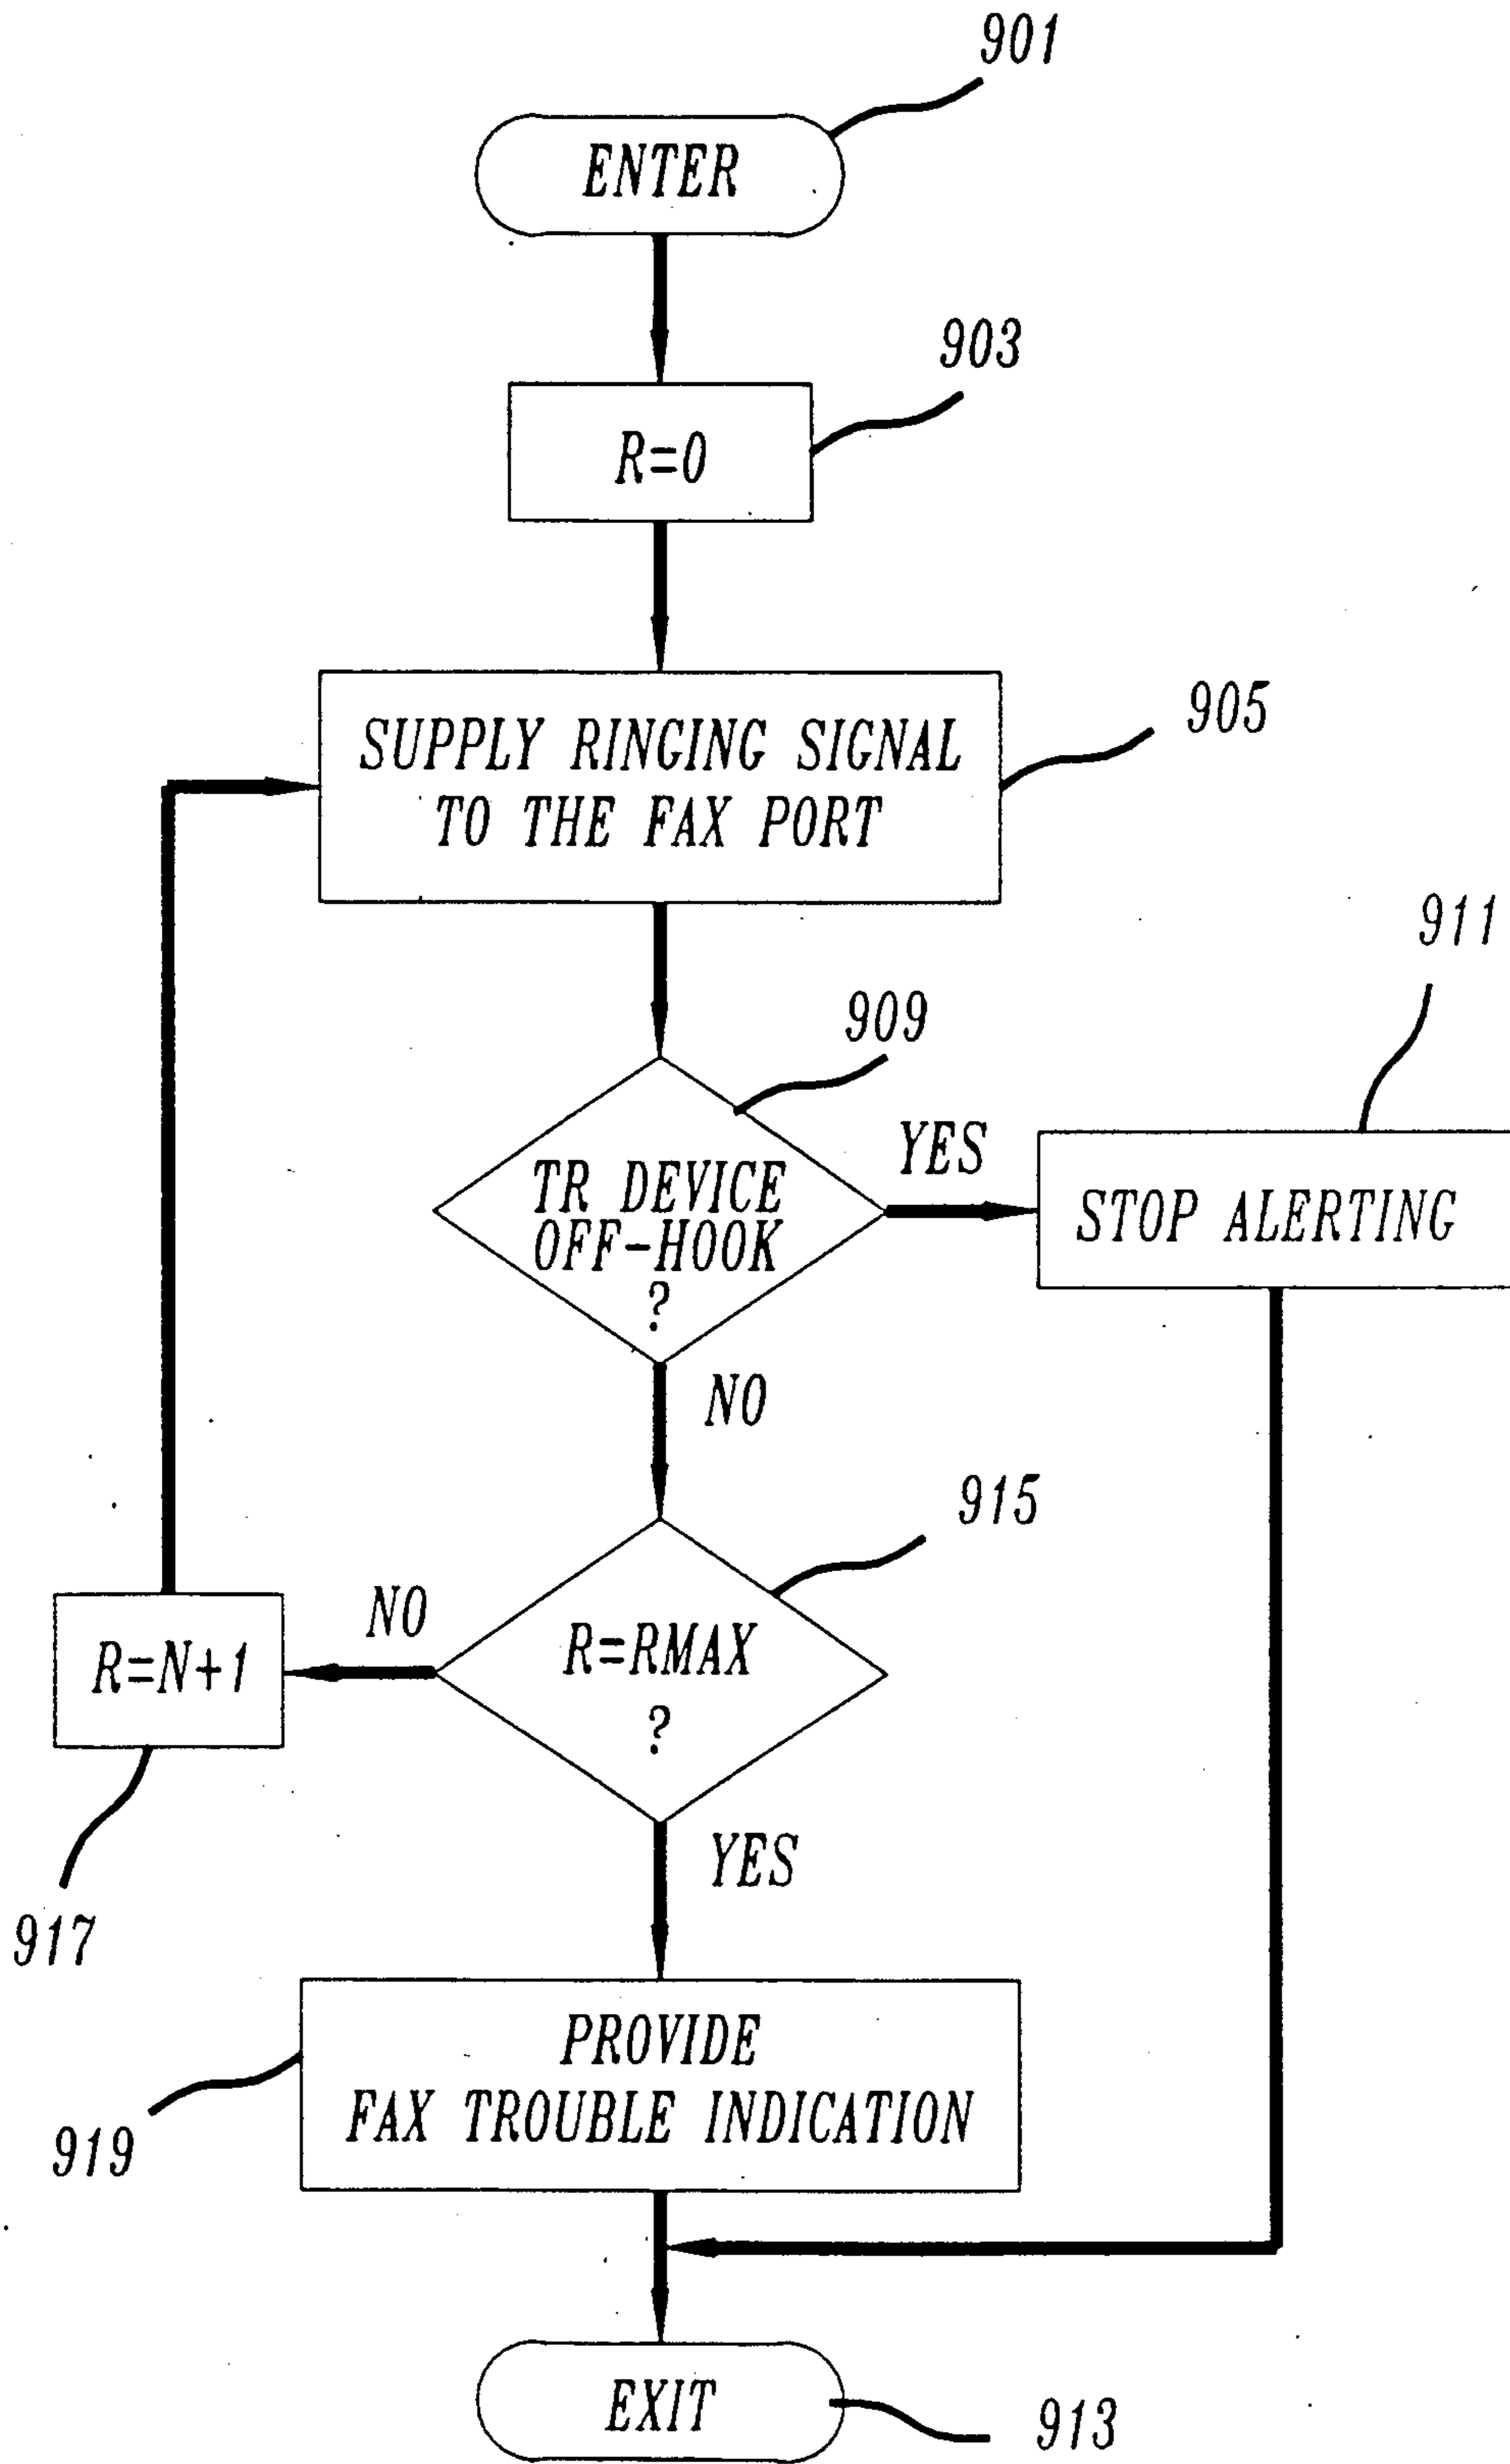 901
ENTER
903
R=0
905
SUPPLY RINGING SIGNAL
TO THE FAX PORT
911
909
TR DEVICE
OFF-HOOK
?
YES
STOP ALERTING
NO
915
R=RMAX
?
NO
R=N+1
917
YES
PROVIDE
FAX TROUBLE INDICATION
919
EXIT
913